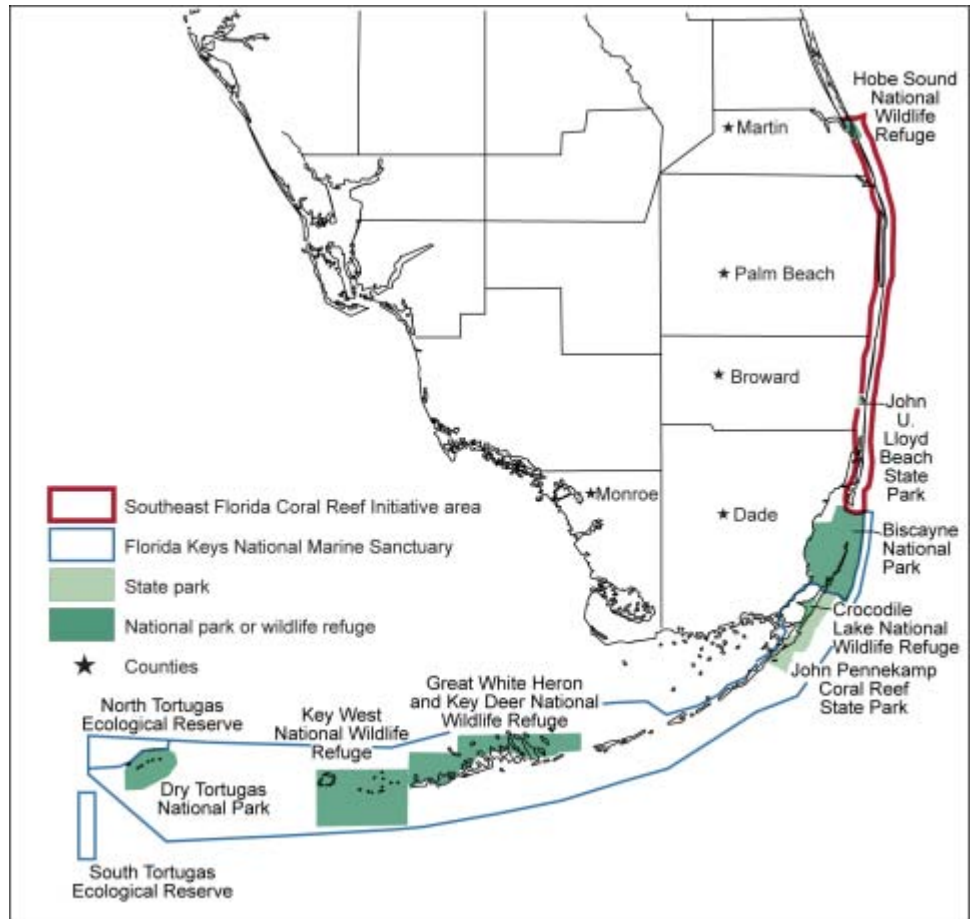 Hobe Sound
National
Wildlife
Refuge
Martin
Palm Beach
Broward
John
U.
Lloyd
Beach
State
Park
Monroe
Dade
Southeast Florida Coral Reef Initiative area
Florida Keys National Marine Sanctuary
State park
National park or wildlife refuge
Counties
Biscayne
National
Park
Crocodile
Lake National
Wildlife Refuge
John Pennekamp
Coral Reef
State Park
Great White Heron
and Key Deer National
Wildlife Refuge
Key West
National Wildlife
Refuge
North Tortugas
Ecological Reserve
Dry Tortugas
National Park
South Tortugas
Ecological Reserve